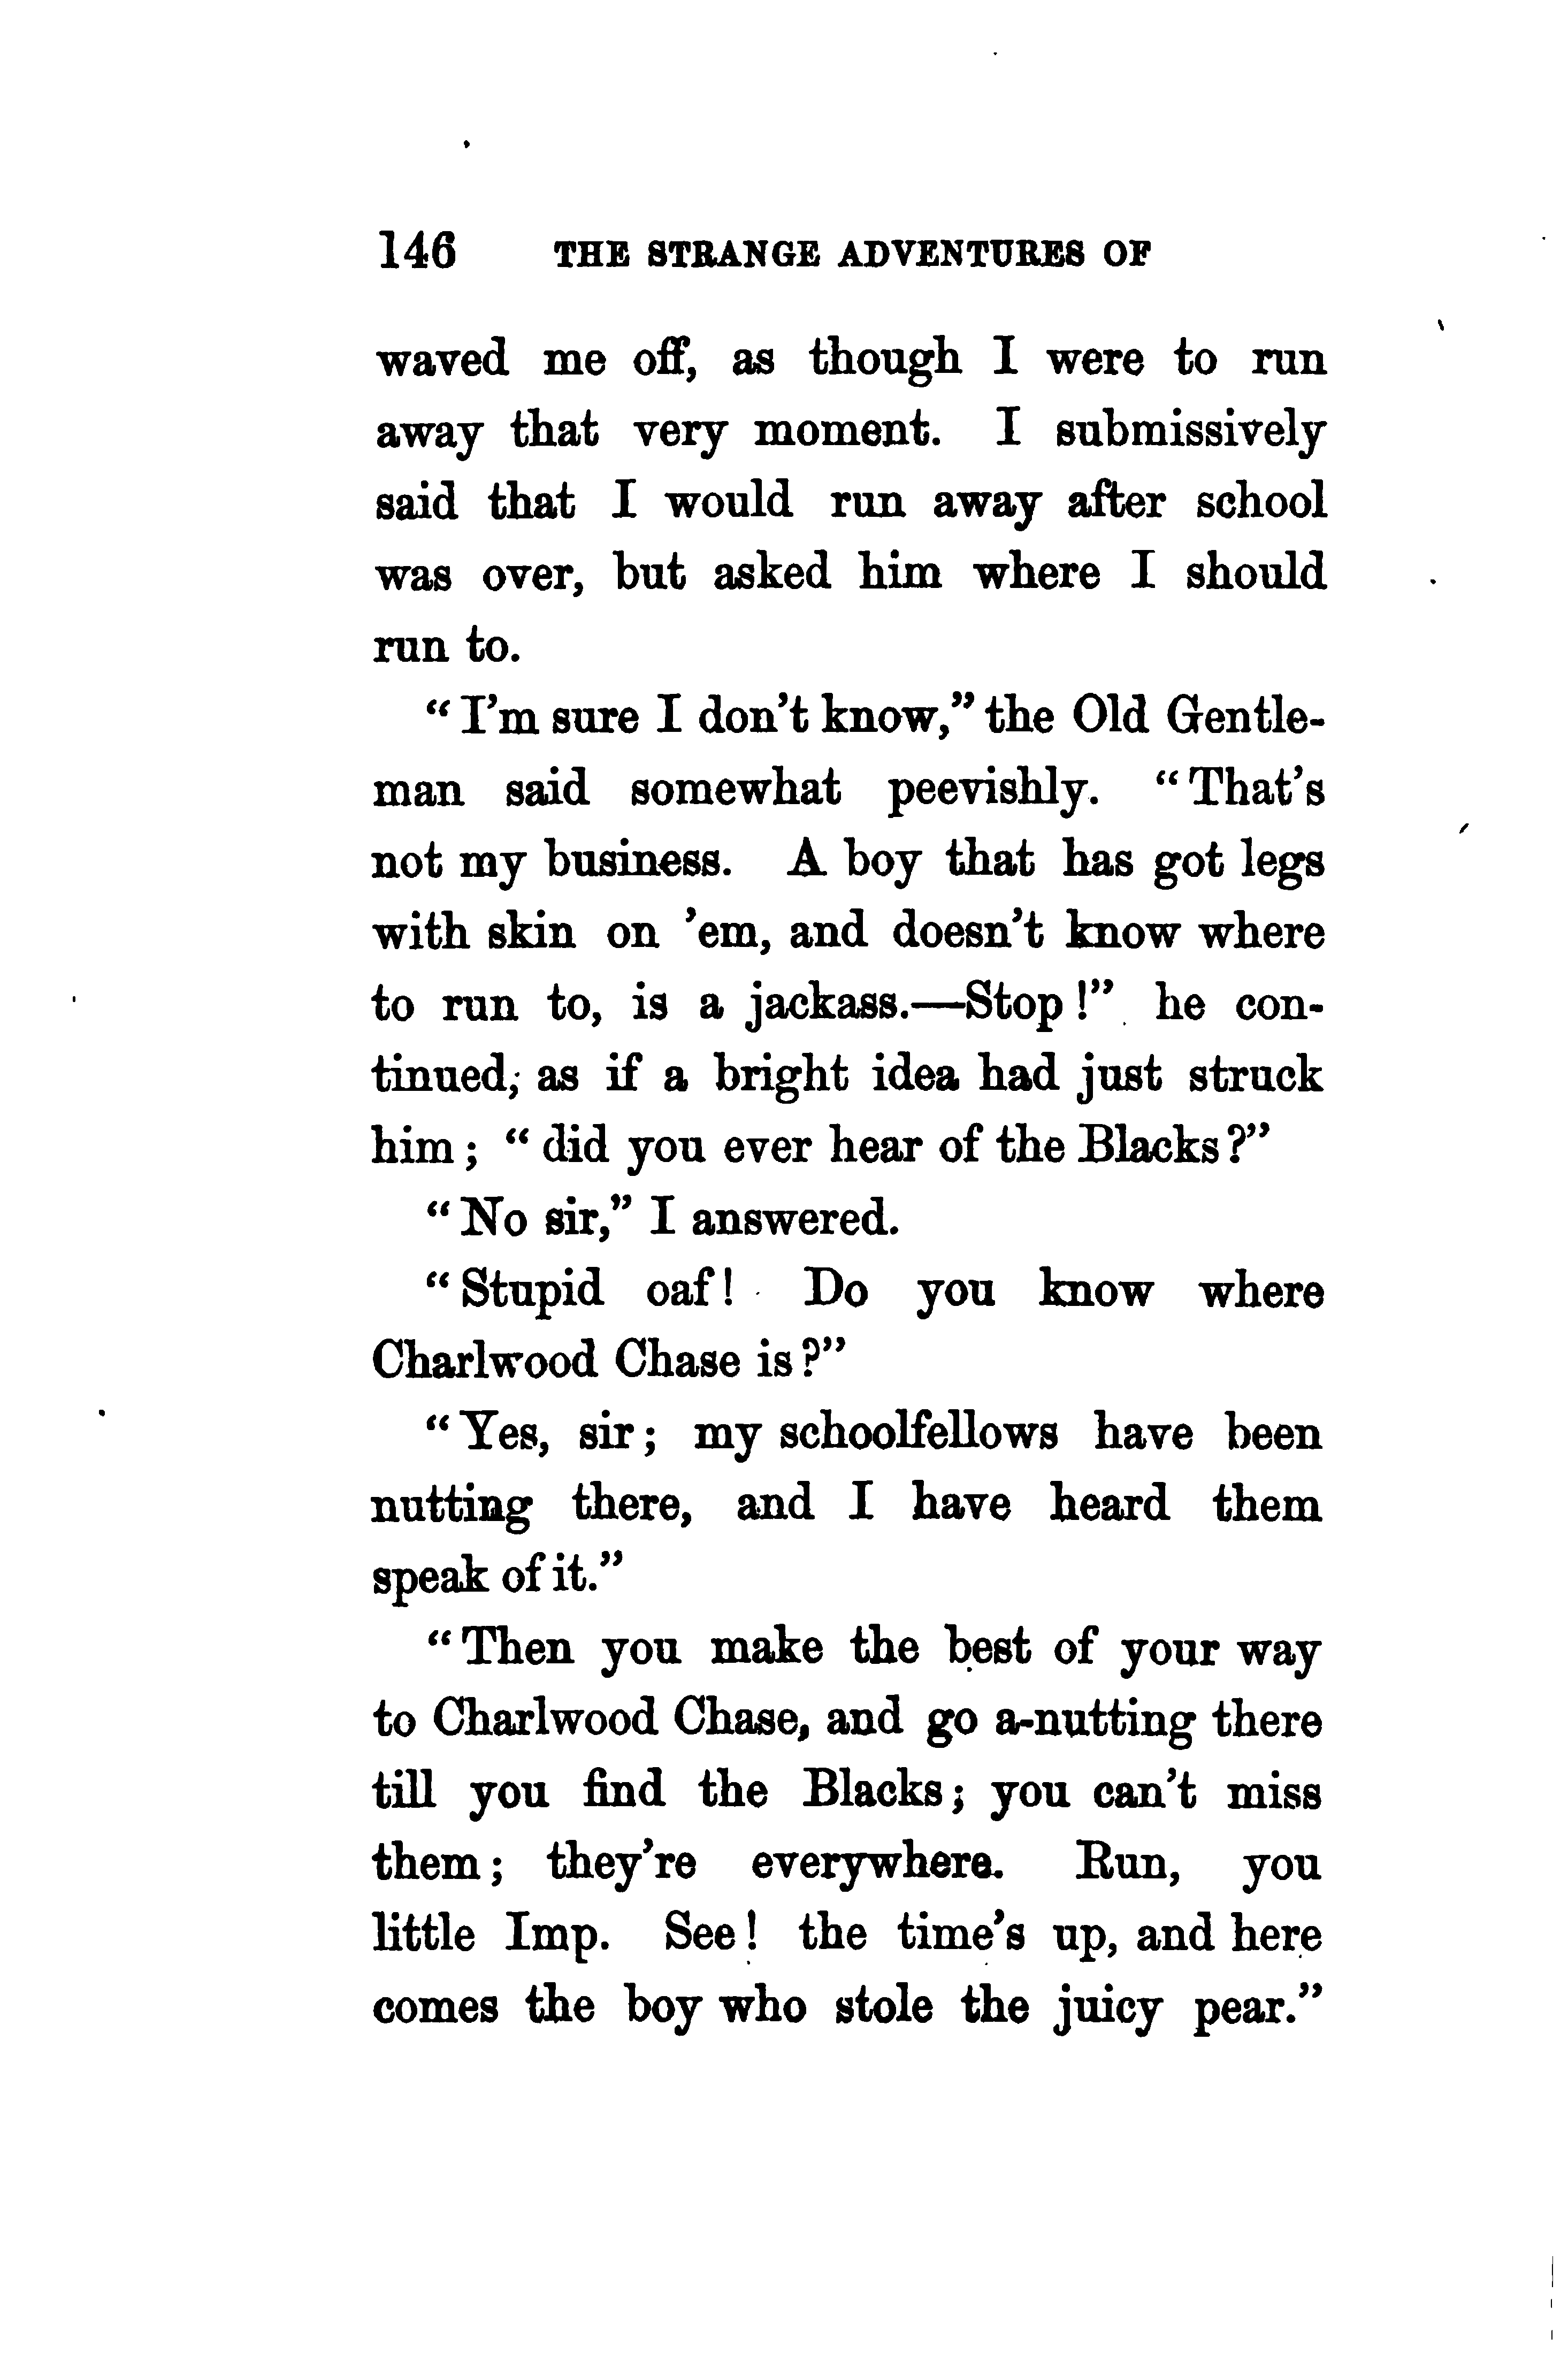 146 THE STRANGE ADVENTURES OF
waved me off, as though I were to run
away that very moment. I submissively
said that I would run away after school
was over, but asked him where I should
run to.
“I’m sure I don’t know,” the Old Gentle-
man said somewhat peevishly. “That’s
not my business. A boy that has got legs
with skin on ’em, and doesn’t know where
to run to, is a jackass.—Stop!” he con-
tinued, as if a bright idea had just struck
him; “did you ever hear of the Blacks?”
“No sir,” I answered.
“Stupid oaf! Do you know where
Charlwood Chase is?”
“Yes, sir; my schoolfellows have been
nutting there, and I have heard them
speak of it.”
“Then you make the best of your way
to Charlwood Chase, and go a-nutting there
till you find the Blacks; you can’t miss
them; they’re everywhere. Run, you
little Imp. See! the time’s up, and here
comes the boy who stole the juicy pear.”